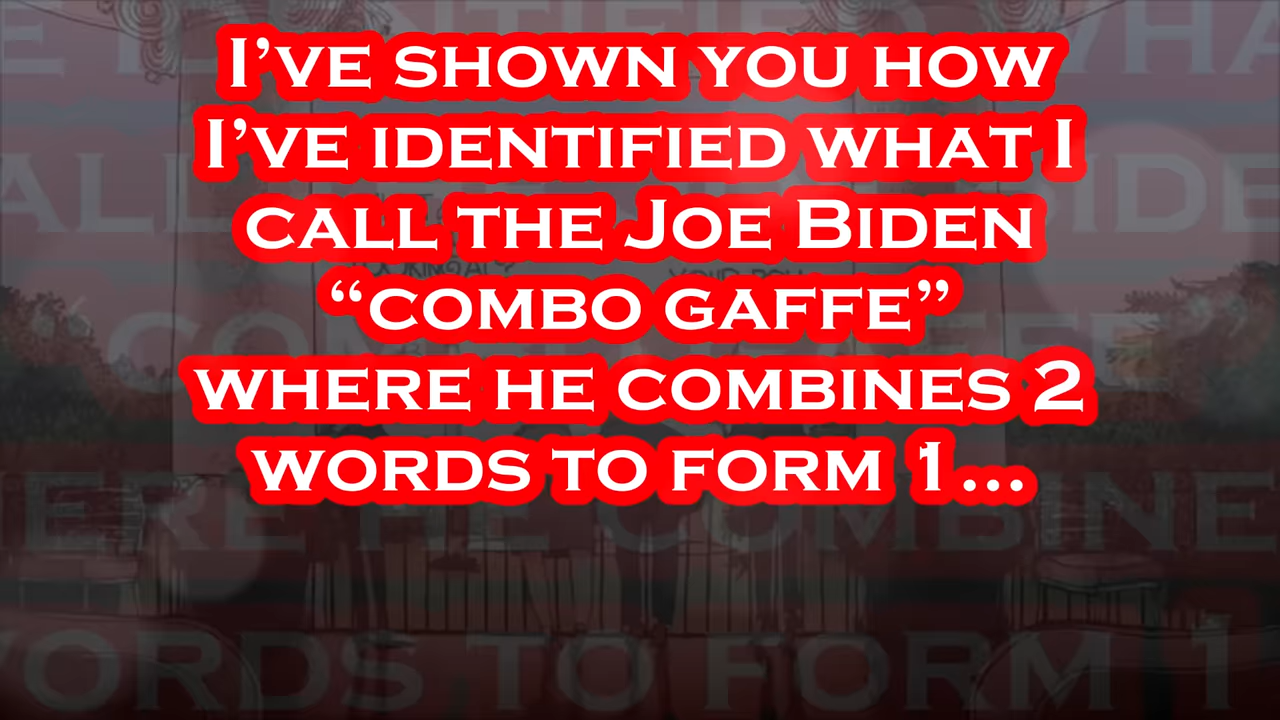 I'VE SHOWN YOU HOW
I'VE IDENTIFIED WHAT I
CALL THE JOE BIDEN
“COMBO GAFFE”
WHERE HE COMBINES 2
WORDS TO FORM 1...